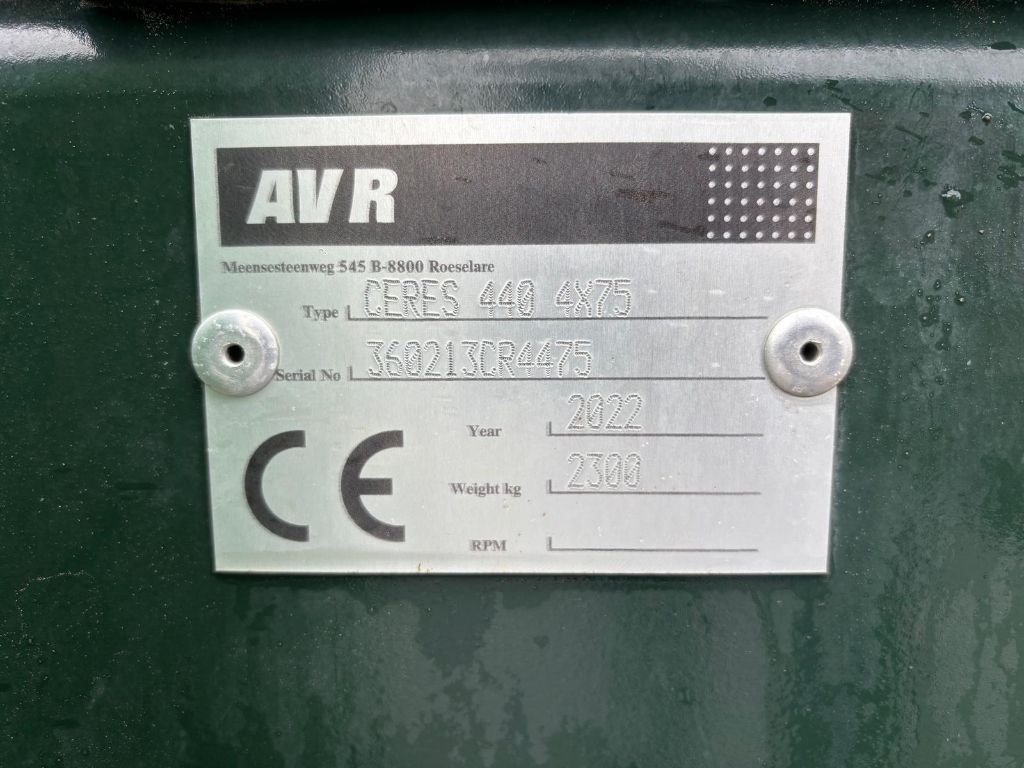 AVR
Meensesteenweg 545 B-8800 Roeselare
Type CERES 440 4X75
Serial No 360213CR4475
Year 2022
Weight kg 2300
RPM
CE